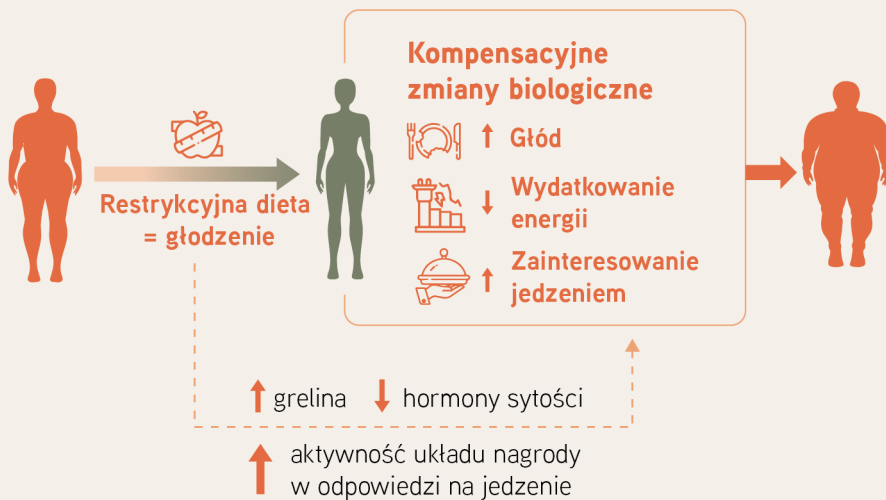 Kompensacyjne
zmiany biologiczne
Głód
Wydatkowanie
energii
Zainteresowanie
jedzeniem
Restrykcyjna dieta
= głodzenie
grelina
hormony sytości
aktywność układu nagrody
w odpowiedzi na jedzenie